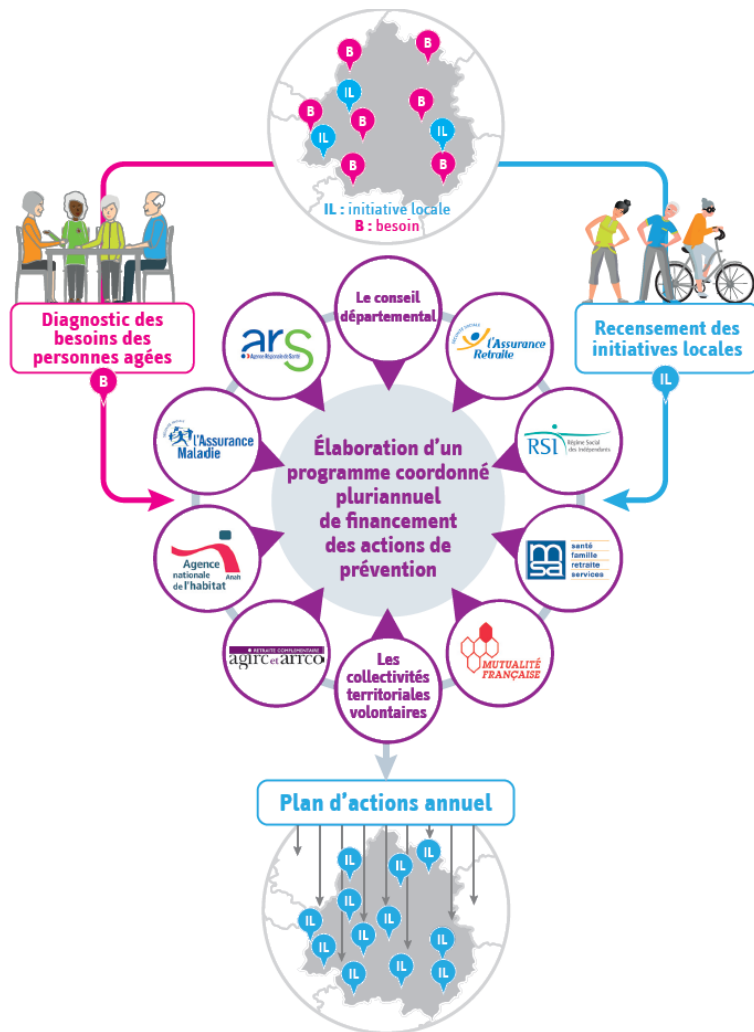 B
B
B
IL
B
B
IL
B
IL
B
B
IL : initiative locale
B : besoin
Diagnostic des
besoins des
personnes agées
B
Recensement des
initiatives locales
IL
Le conseil
départemental
ars
Agence Régionale de Santé
l'Assurance
Retraite
l'Assurance
Maladie
RSI
Régime Social
des Indépendants
Élaboration d'un
programme coordonné
pluriannuel
de financement
des actions de
prévention
Agence
nationale
de l'habitat
Anah
msa
santé
famille
retraite
services
RETRAITE COMPLÉMENTAIRE
agirc et arrco
MUTUALITÉ
FRANÇAISE
Les
collectivités
territoriales
volontaires
Plan d'actions annuel
IL
IL
IL
IL
IL
IL
IL
IL
IL
IL
IL
IL